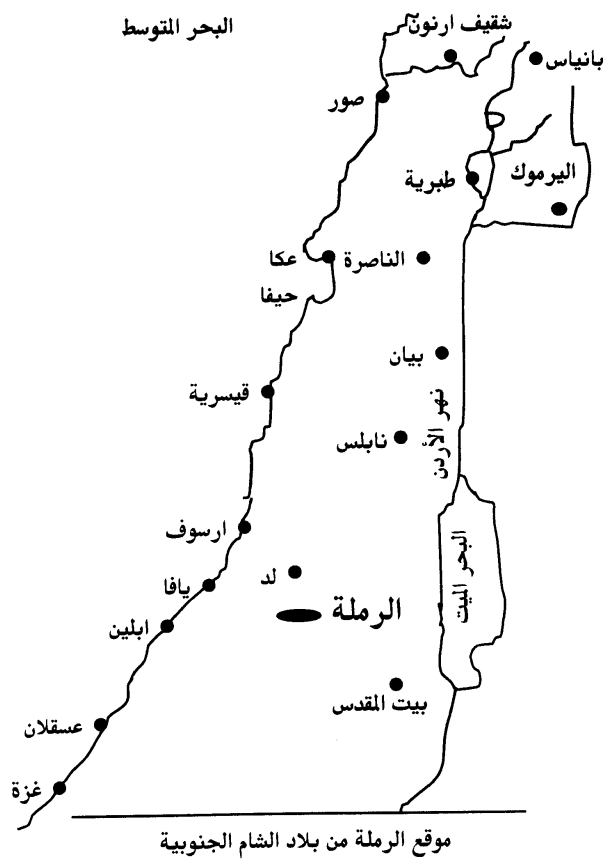 البحر المتوسط
شقيف ارنون
بانياس
صور
طبرية
اليرموك
عكا
الناصرة
حيفا
بيان
قيسرية
نهر الأردن
نابلس
ارسوف
البحر الميت
لد
يافا
الرملة
ابلين
بيت المقدس
عسقلان
غزة
موقع الرملة من بلاد الشام الجنوبية